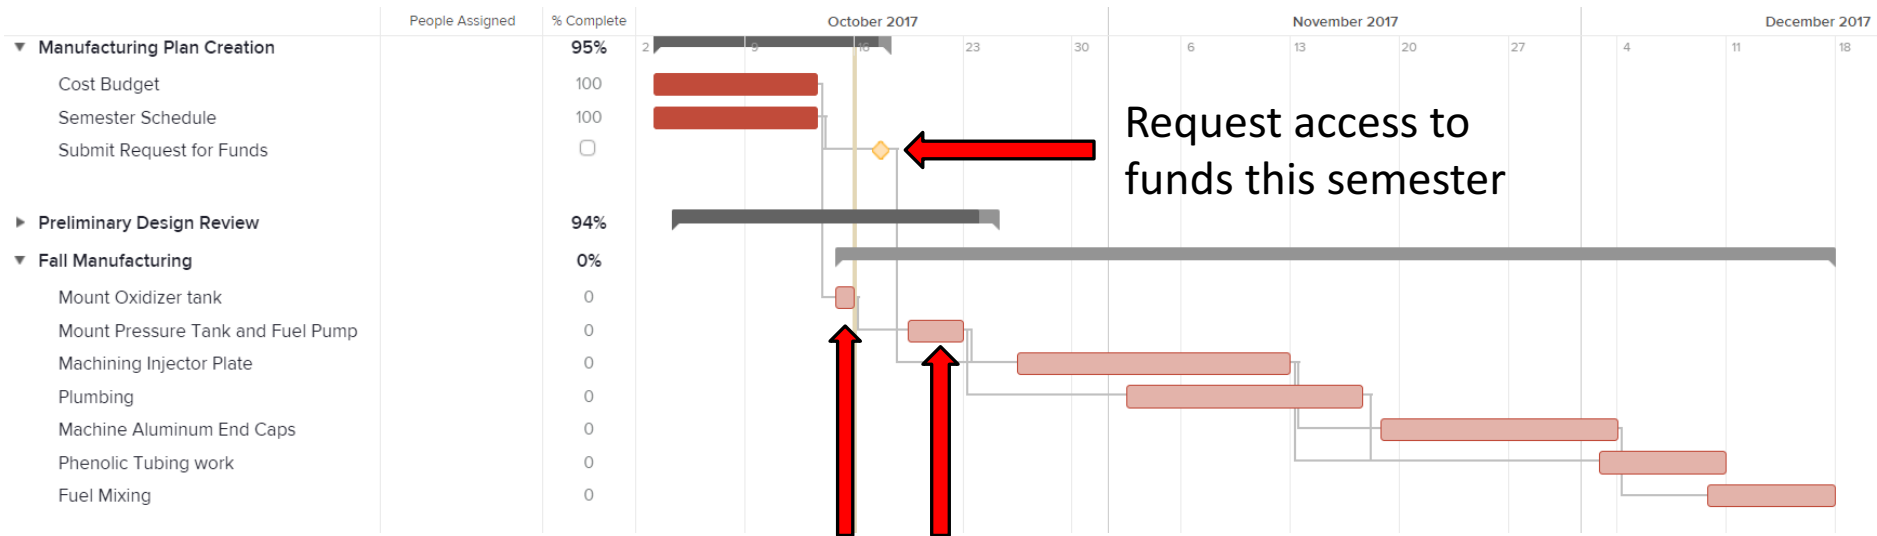 People Assigned % Complete October 2017 November 2017 December 2017
Manufacturing Plan Creation 95% 2 9 16 23 30 6 13 20 27 4 11 18
Cost Budget 100
Semester Schedule 100
Submit Request for Funds
Request access to
funds this semester
Preliminary Design Review 94%
Fall Manufacturing 0%
Mount Oxidizer tank 0
Mount Pressure Tank and Fuel Pump 0
Machining Injector Plate 0
Plumbing 0
Machine Aluminum End Caps 0
Phenolic Tubing work 0
Fuel Mixing 0